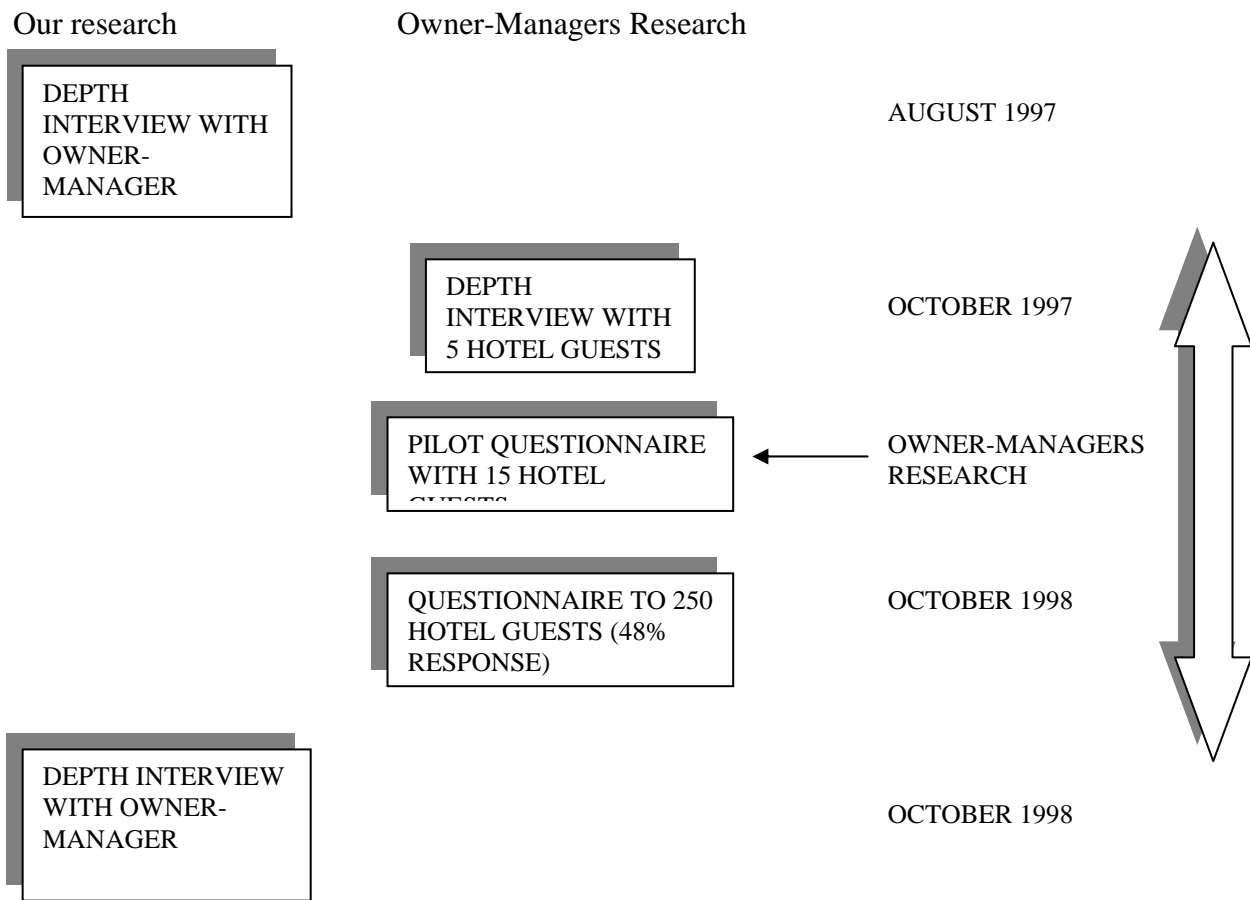 Our research
Owner-Managers Research
DEPTH
INTERVIEW WITH
OWNER-
MANAGER
AUGUST 1997
DEPTH
INTERVIEW WITH
5 HOTEL GUESTS
OCTOBER 1997
PILOT QUESTIONNAIRE
WITH 15 HOTEL
GUESTS
OWNER-MANAGERS
RESEARCH
QUESTIONNAIRE TO 250
HOTEL GUESTS (48%
RESPONSE)
OCTOBER 1998
DEPTH INTERVIEW
WITH OWNER-
MANAGER
OCTOBER 1998